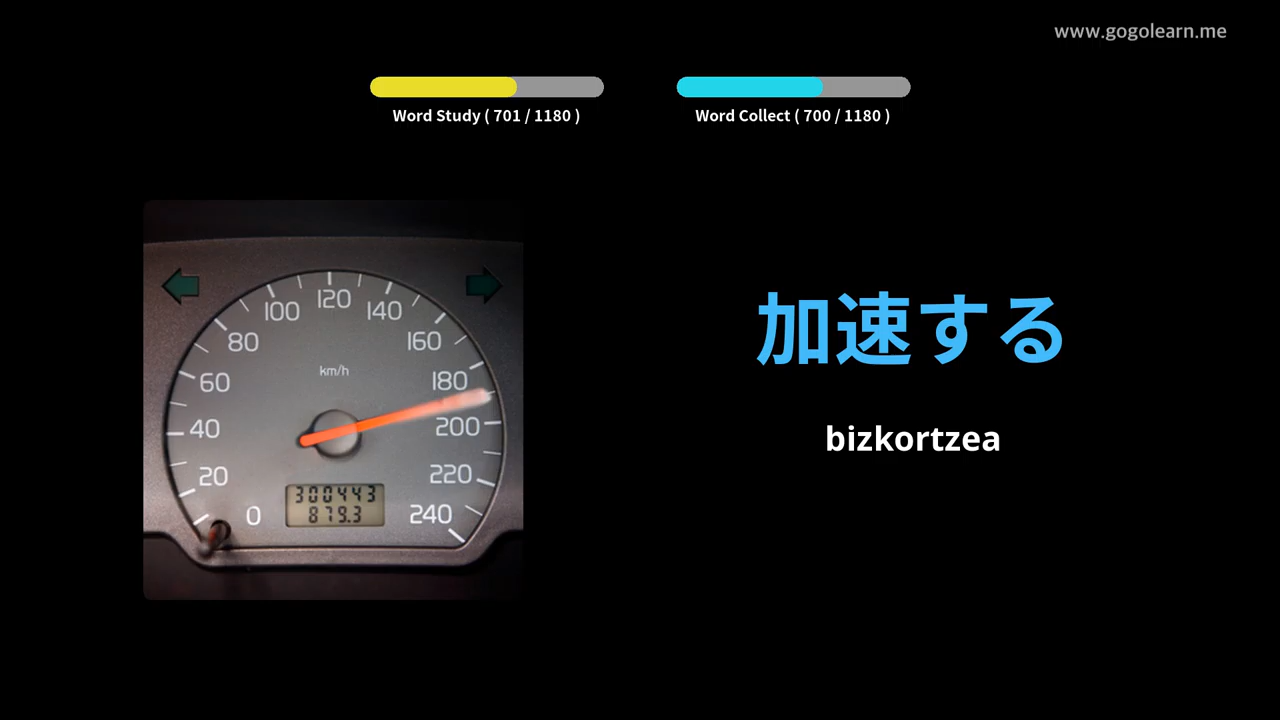 www.gogolearn.me
Word Study ( 701 / 1180 )
Word Collect ( 700 / 1180 )
加速する
bizkortzea
120
100
140
80
160
km/h
60
180
40
200
20
220
0
240
300443
879.3